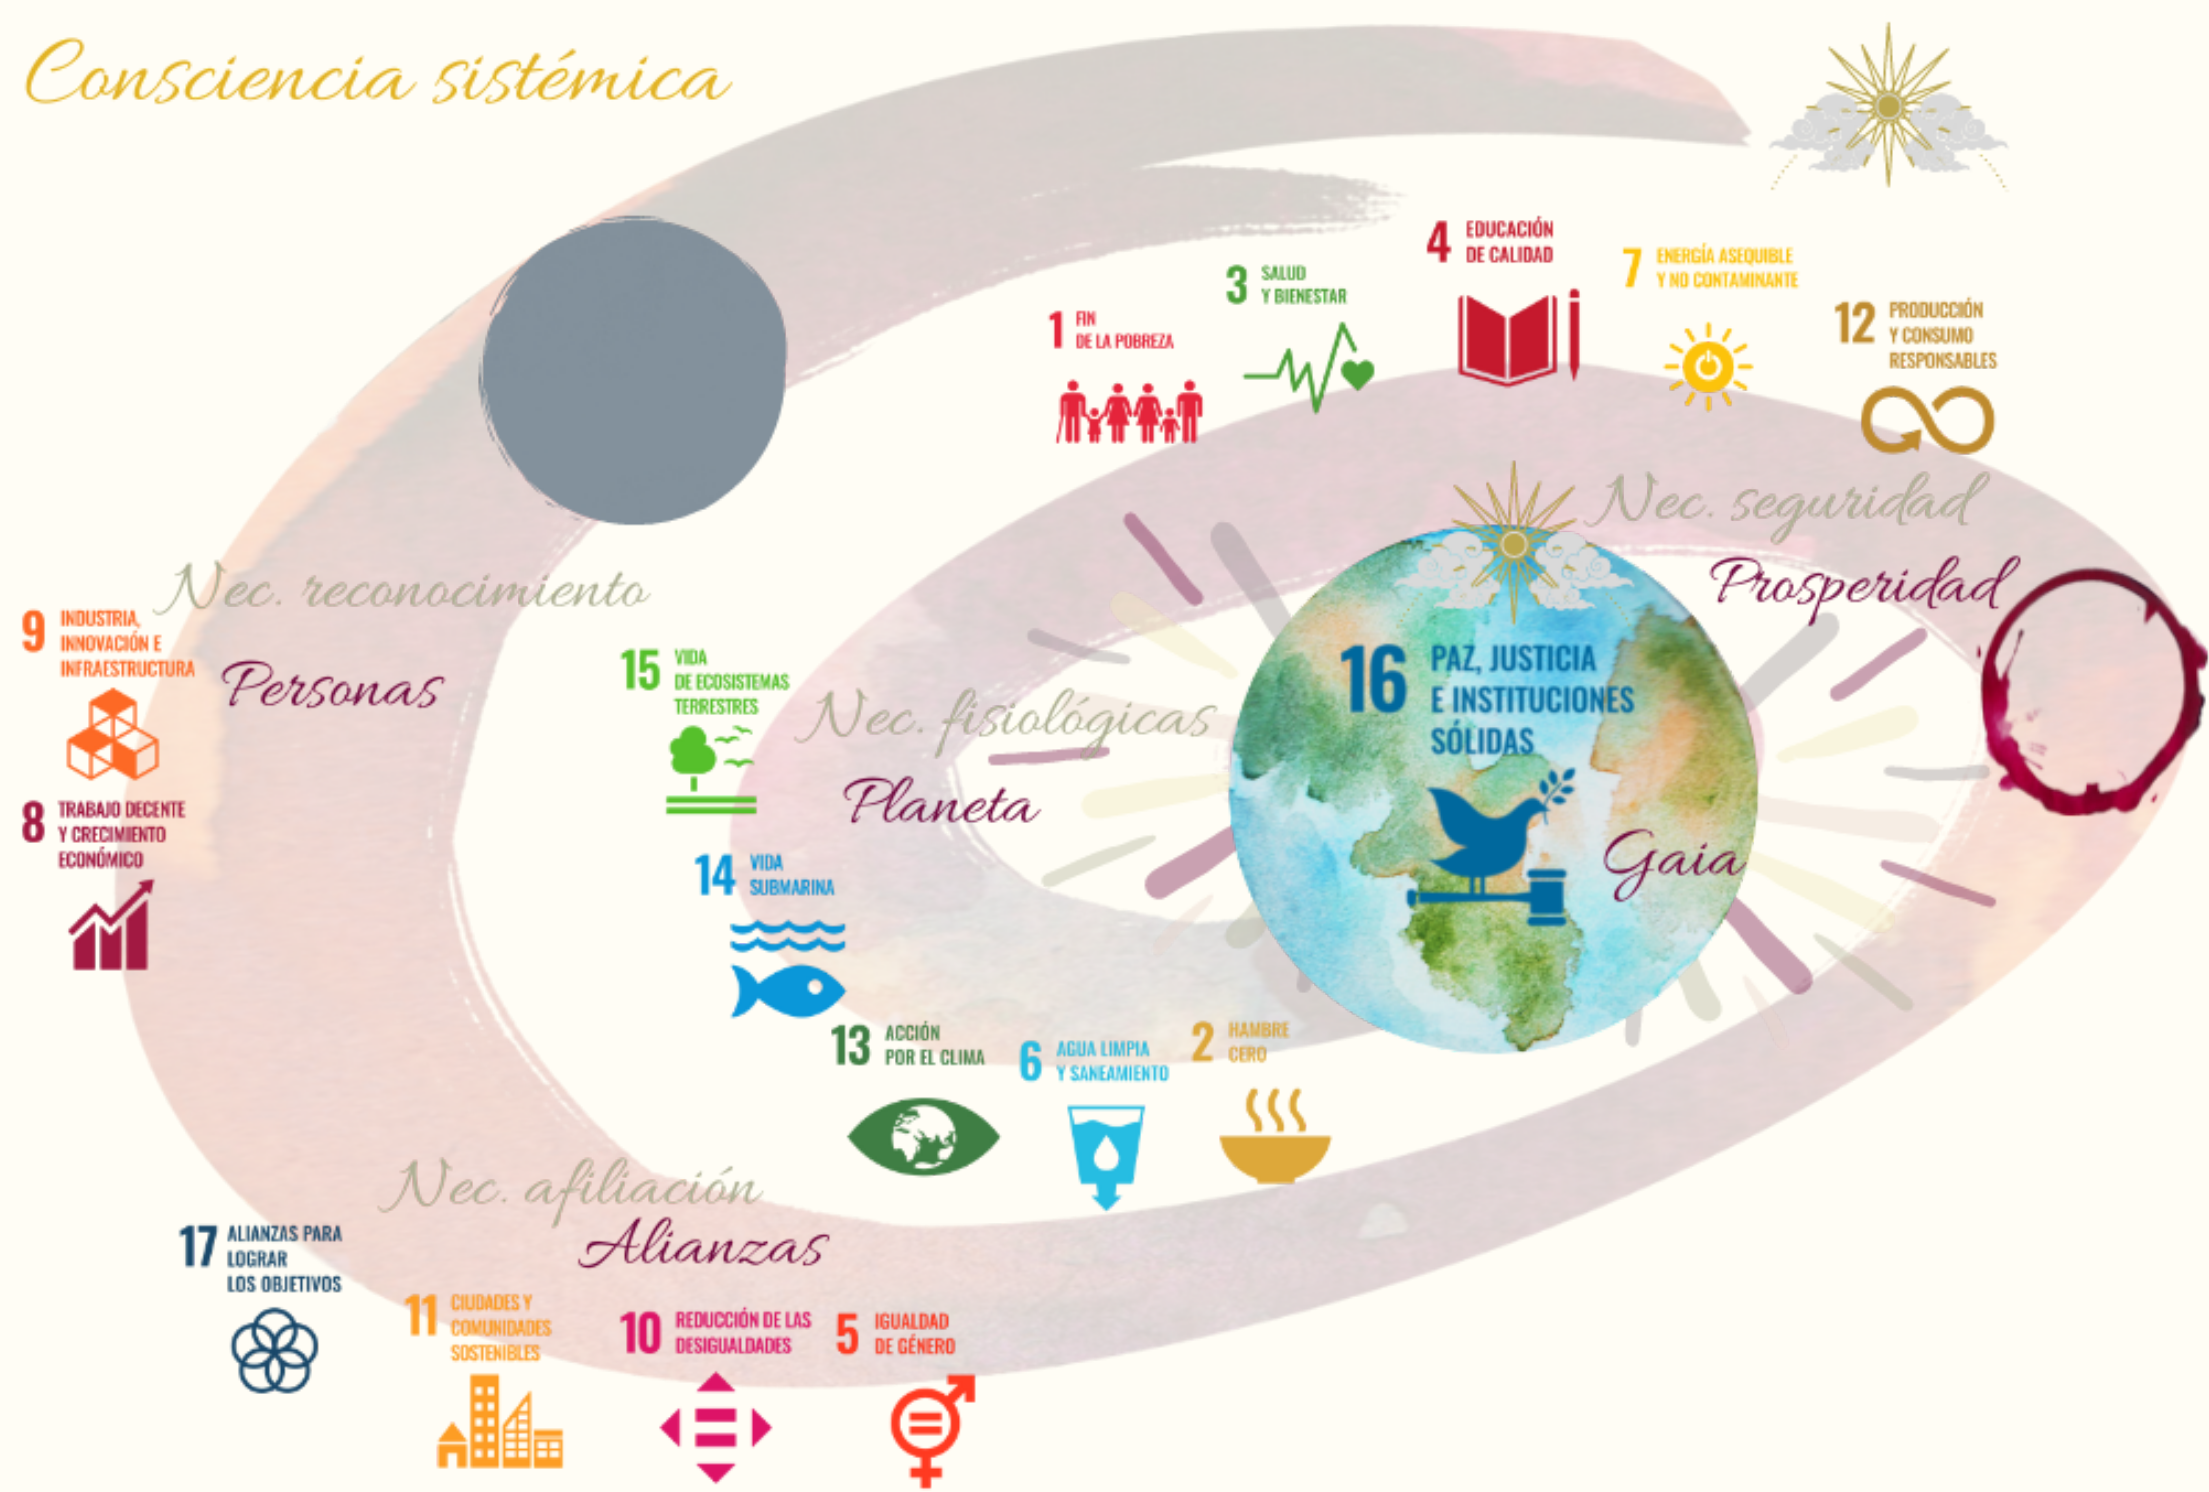 Consciencia sistémica
4 EDUCACIÓN
DE CALIDAD
7 ENERGÍA ASEQUIBLE
Y NO CONTAMINANTE
3 SALUD
Y BIENESTAR
12 PRODUCCIÓN
Y CONSUMO
RESPONSABLES
1 FIN
DE LA POBREZA
Nec. seguridad
Prosperidad
Nec. reconocimiento
Personas
9 INDUSTRIA,
INNOVACIÓN E
INFRAESTRUCTURA
8 TRABAJO DECENTE
Y CRECIMIENTO
ECONÓMICO
15 VIDA
DE ECOSISTEMAS
TERRESTRES
Nec. fisiológicas
Planeta
16 PAZ, JUSTICIA
E INSTITUCIONES
SÓLIDAS
Gaia
14 VIDA
SUBMARINA
13 ACCIÓN
POR EL CLIMA
6 AGUA LIMPIA
Y SANEAMIENTO
2 HAMBRE
CERO
Nec. afiliación
Alianzas
17 ALIANZAS PARA
LOGRAR
LOS OBJETIVOS
11 CIUDADES Y
COMUNIDADES
SOSTENIBLES
10 REDUCCIÓN DE LAS
DESIGUALDADES
5 IGUALDAD
DE GÉNERO